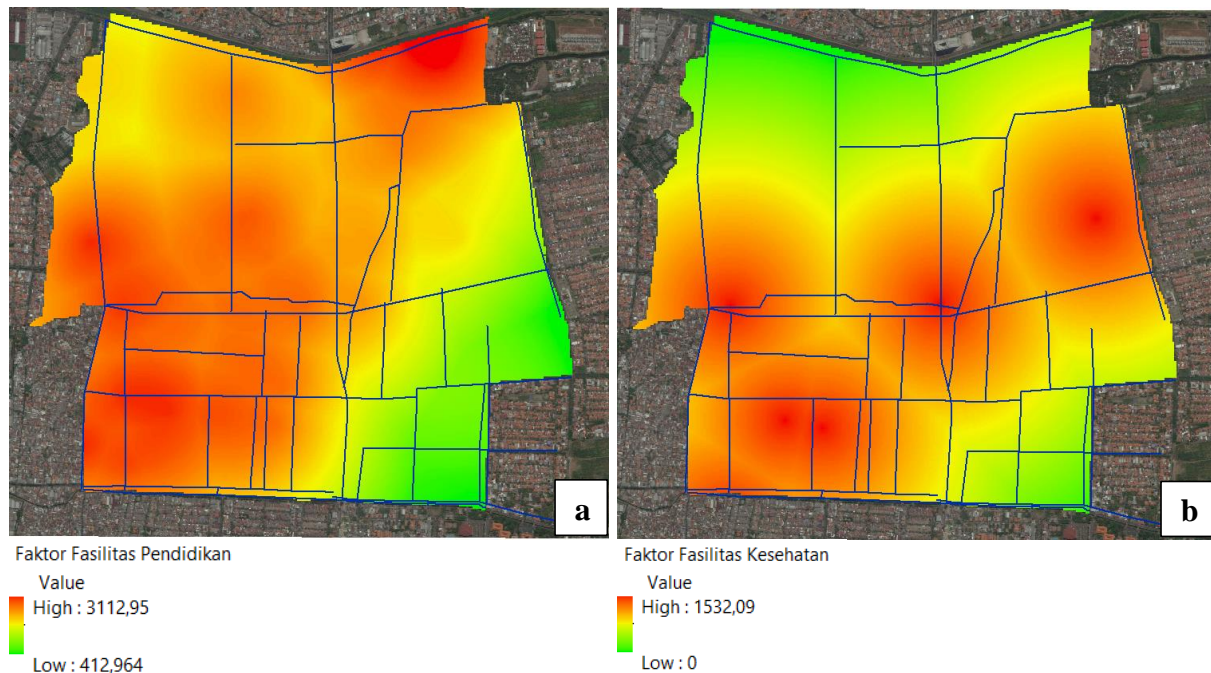 a
b
Faktor Fasilitas Pendidikan
Value
High : 3112,95
Low : 412,964
Faktor Fasilitas Kesehatan
Value
High : 1532,09
Low : 0